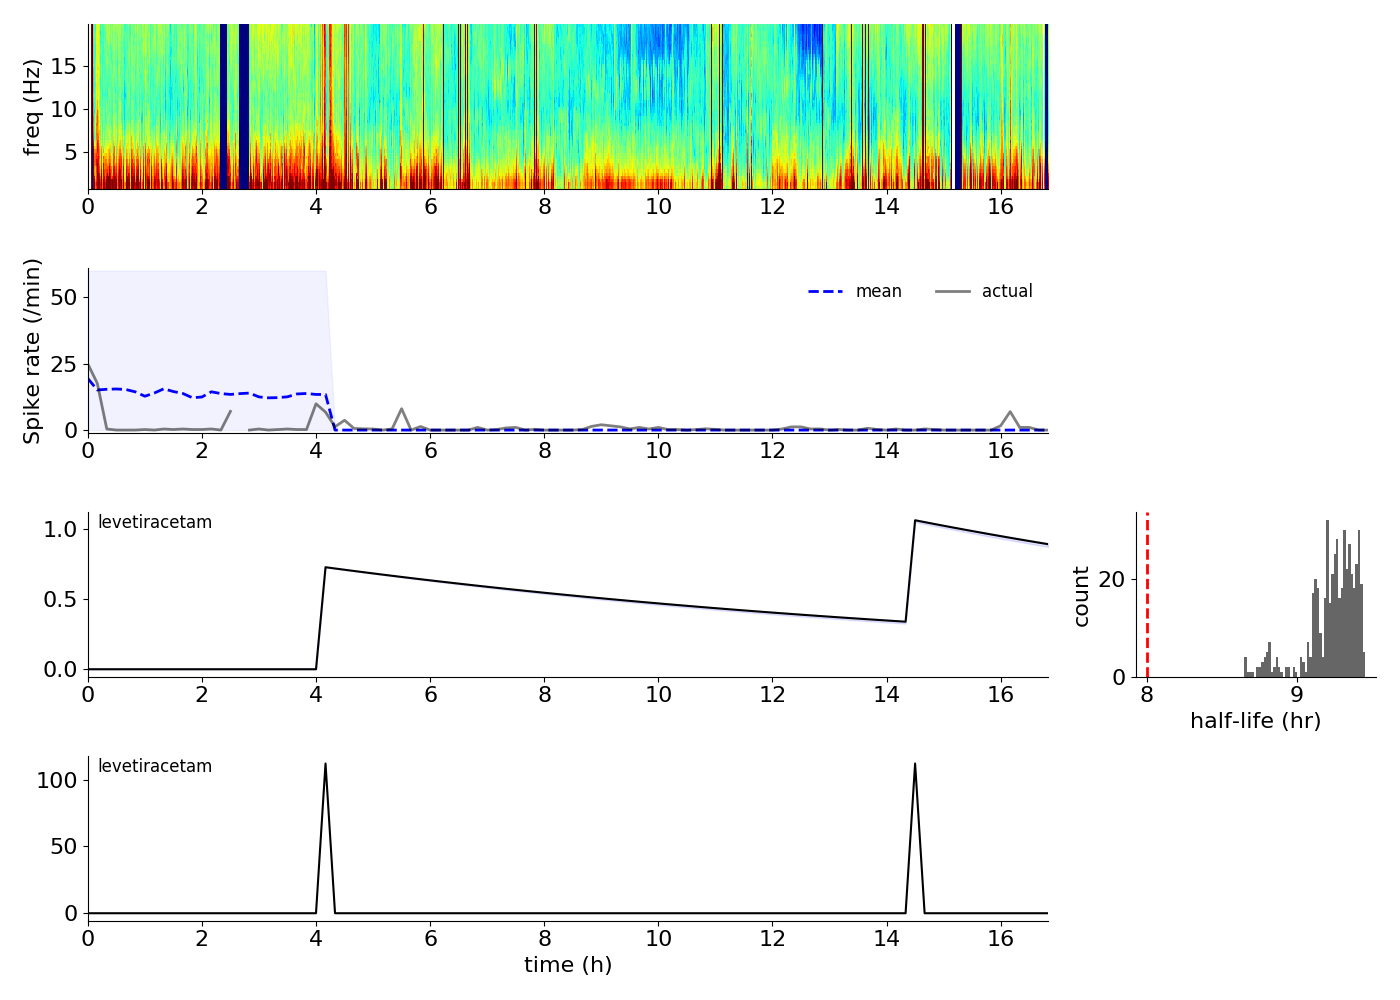 freq (Hz)
15
10
5
0 2 4 6 8 10 12 14 16
Spike rate (/min)
50
25
0
mean actual
0 2 4 6 8 10 12 14 16
levetiracetam
1.0
0.5
0.0
0 2 4 6 8 10 12 14 16
count
20
0
8 9
half-life (hr)
levetiracetam
100
50
0
0 2 4 6 8 10 12 14 16
time (h)